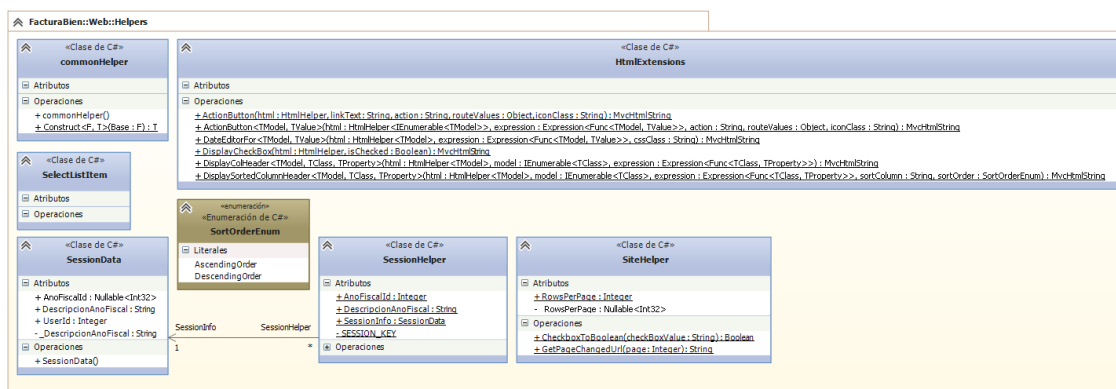 FacturaBien::Web::Helpers
«Clase de C#»
commonHelper
Atributos
Operaciones
+ commonHelper()
+ Construct<F, T>(Base : F) : T
«Clase de C#»
HtmlExtensions
Atributos
Operaciones
+ ActionButton(html : HtmlHelper, linkText : String, action : String, routeValues : Object,iconClass : String) : MvcHtmlString
+ ActionButton<TModel, TValue>(html : HtmlHelper<IEnumerable<TModel>>, expression : Expression<Func<TModel, TValue>>, action : String, routeValues : Object, iconClass : String) : MvcHtmlString
+ DateEditorFor<TModel, TValue>(html : HtmlHelper<TModel>, expression : Expression<Func<TModel, TValue>>, cssClass : String) : MvcHtmlString
+ DisplayCheckBox(html : HtmlHelper, isChecked : Boolean) : MvcHtmlString
+ DisplayColHeader<TModel, TClass, TProperty>(html : HtmlHelper<TModel>, model : IEnumerable<TClass>, expression : Expression<Func<TClass, TProperty>>) : MvcHtmlString
+ DisplaySortedColumnHeader<TModel, TClass, TProperty>(html : HtmlHelper<TModel>, model : IEnumerable<TClass>, expression : Expression<Func<TClass, TProperty>>, sortColumn : String, sortOrder : SortOrderEnum) : MvcHtmlString
«Clase de C#»
SelectListItem
Atributos
Operaciones
«enumeración»
«Enumeración de C#»
SortOrderEnum
Literales
AscendingOrder
DescendingOrder
«Clase de C#»
SessionData
Atributos
+ AnoFiscalId : Nullable<Int32>
+ DescripcionAnoFiscal : String
+ UserId : Integer
- _DescripcionAnoFiscal : String
Operaciones
+ SessionData()
SessionInfo
SessionHelper
1
*
«Clase de C#»
SessionHelper
Atributos
+ AnoFiscalId : Integer
+ DescripcionAnoFiscal : String
+ SessionInfo : SessionData
- SESSION_KEY
Operaciones
«Clase de C#»
SiteHelper
Atributos
+ RowsPerPage : Integer
- RowsPerPage : Nullable<Int32>
Operaciones
+ CheckboxToBoolean(checkBoxValue : String) : Boolean
+ GetPageChangedUrl(page: Integer) : String